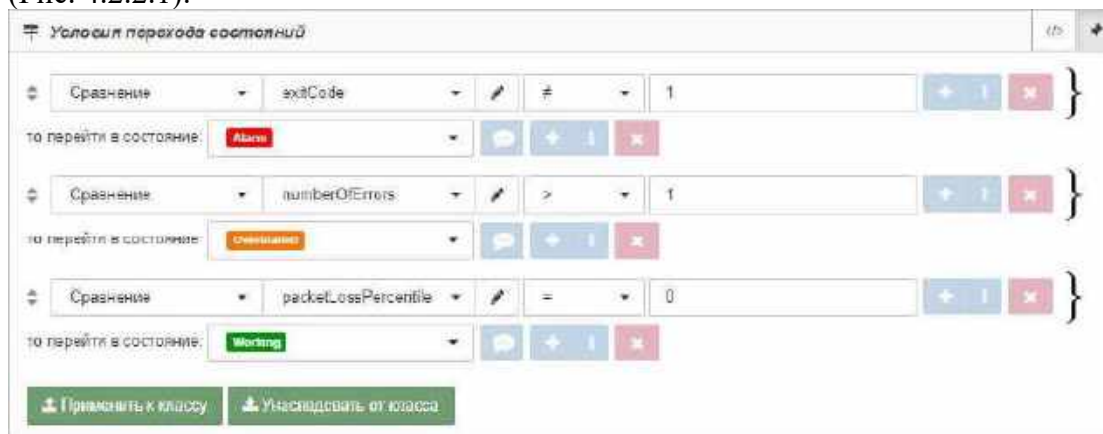 (Рис. 4.2.2.1).
Условия перехода состояний </>
Сравнение exitCode ≠ 1 }
то перейти в состояние: Alarm
Сравнение numberOfErrors > 1 }
то перейти в состояние: Overloaded
Сравнение packetLossPercentile = 0 }
то перейти в состояние: Working
Применить к классу Унаследовать от класса